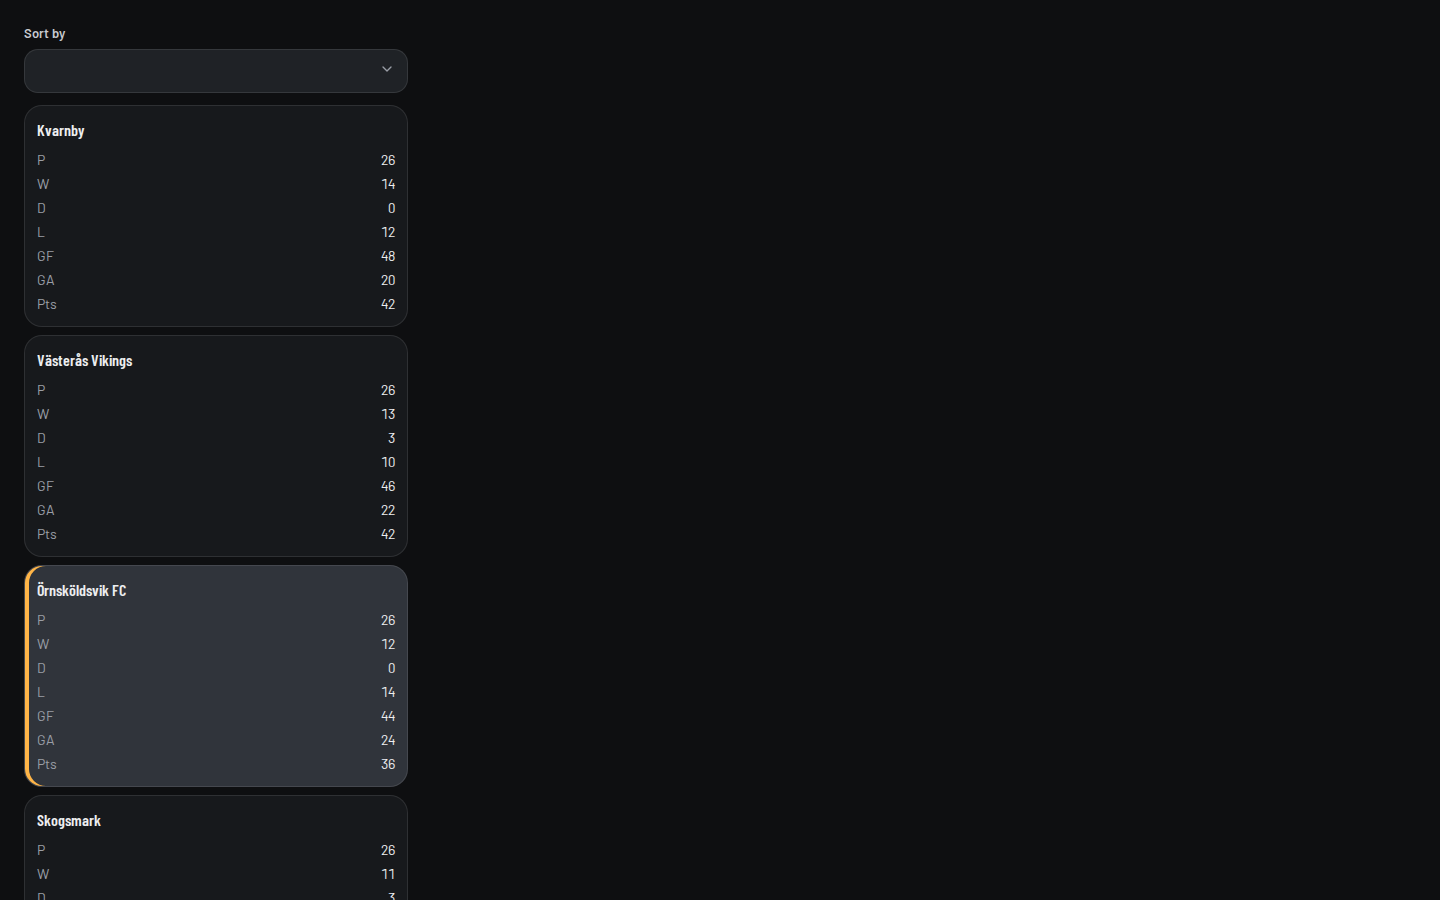 Sort by
Kvarnby
P 26
W 14
D 0
L 12
GF 48
GA 20
Pts 42
Västerås Vikings
P 26
W 13
D 3
L 10
GF 46
GA 22
Pts 42
Örnsköldsvik FC
P 26
W 12
D 0
L 14
GF 44
GA 24
Pts 36
Skogsmark
P 26
W 11
D 3